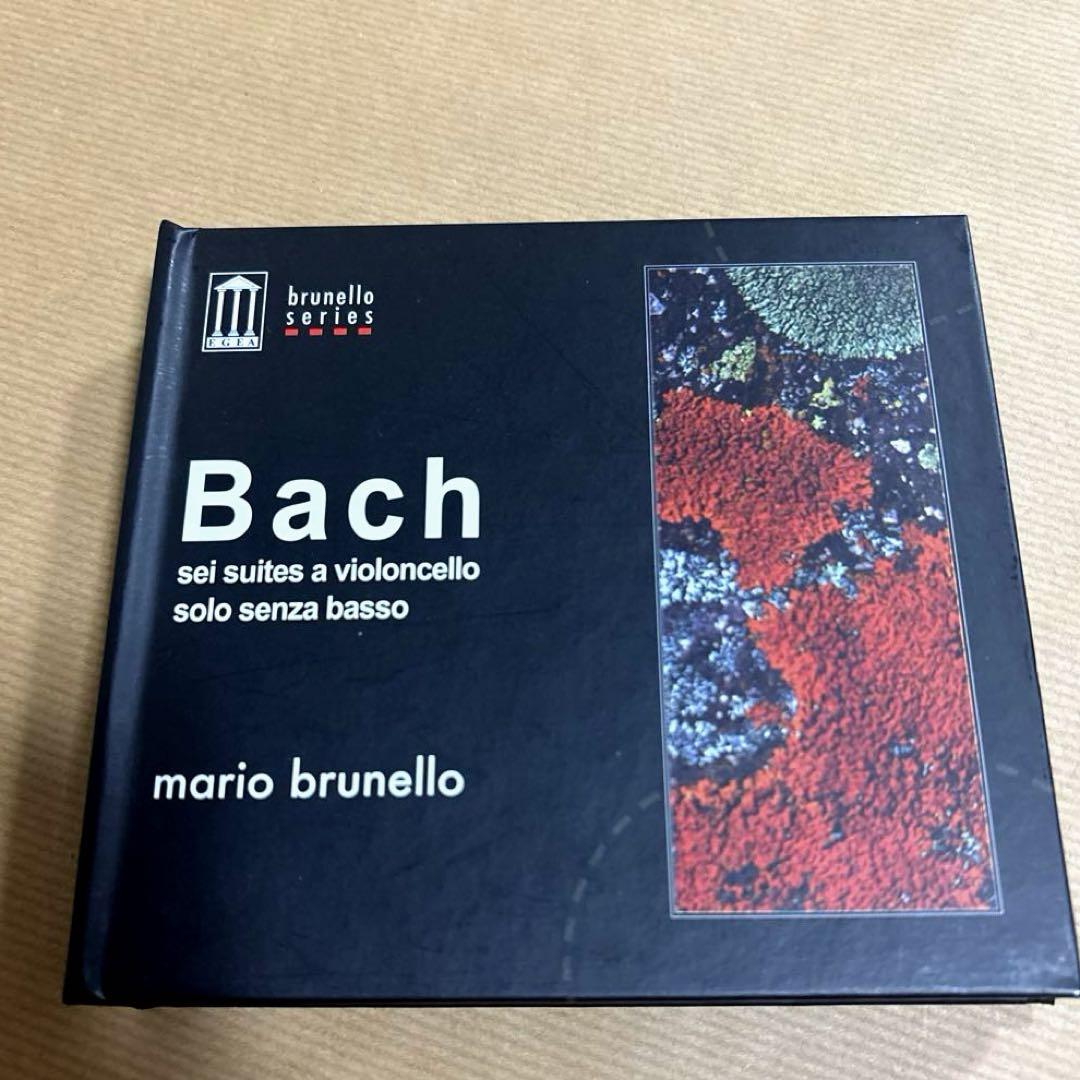 EGEA
brunello
series
Bach
sei suites a violoncello
solo senza basso
mario brunello